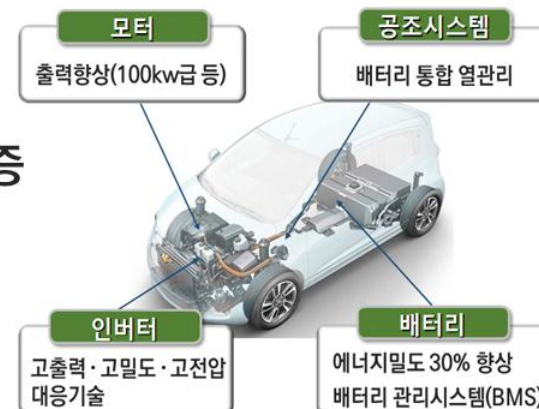 모터
출력향상(100kw급 등)
공조시스템
배터리 통합 열관리
증
인버터
고출력·고밀도·고전압
대응기술
배터리
에너지밀도 30% 향상
배터리 관리시스템(BMS)